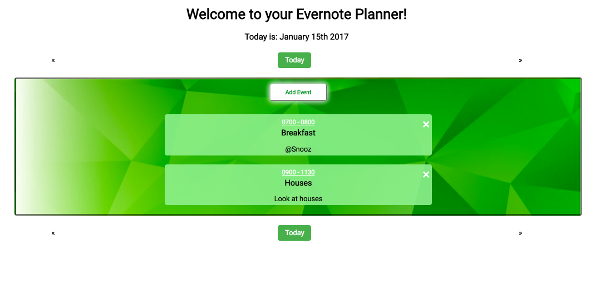 Welcome to your Evernote Planner!
Today is: January 15th 2017
« Today »
Add Event
0700 - 0800
Breakfast
@Snooz
0900 - 1130
Houses
Look at houses
« Today »